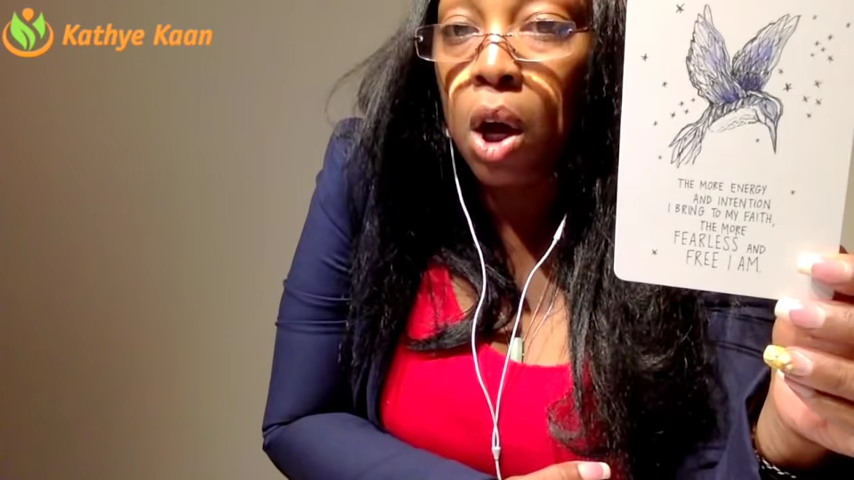 Kathye Kaan
THE MORE ENERGY
AND INTENTION
I BRING TO MY FAITH,
THE MORE
FEARLESS AND
FREE I AM.